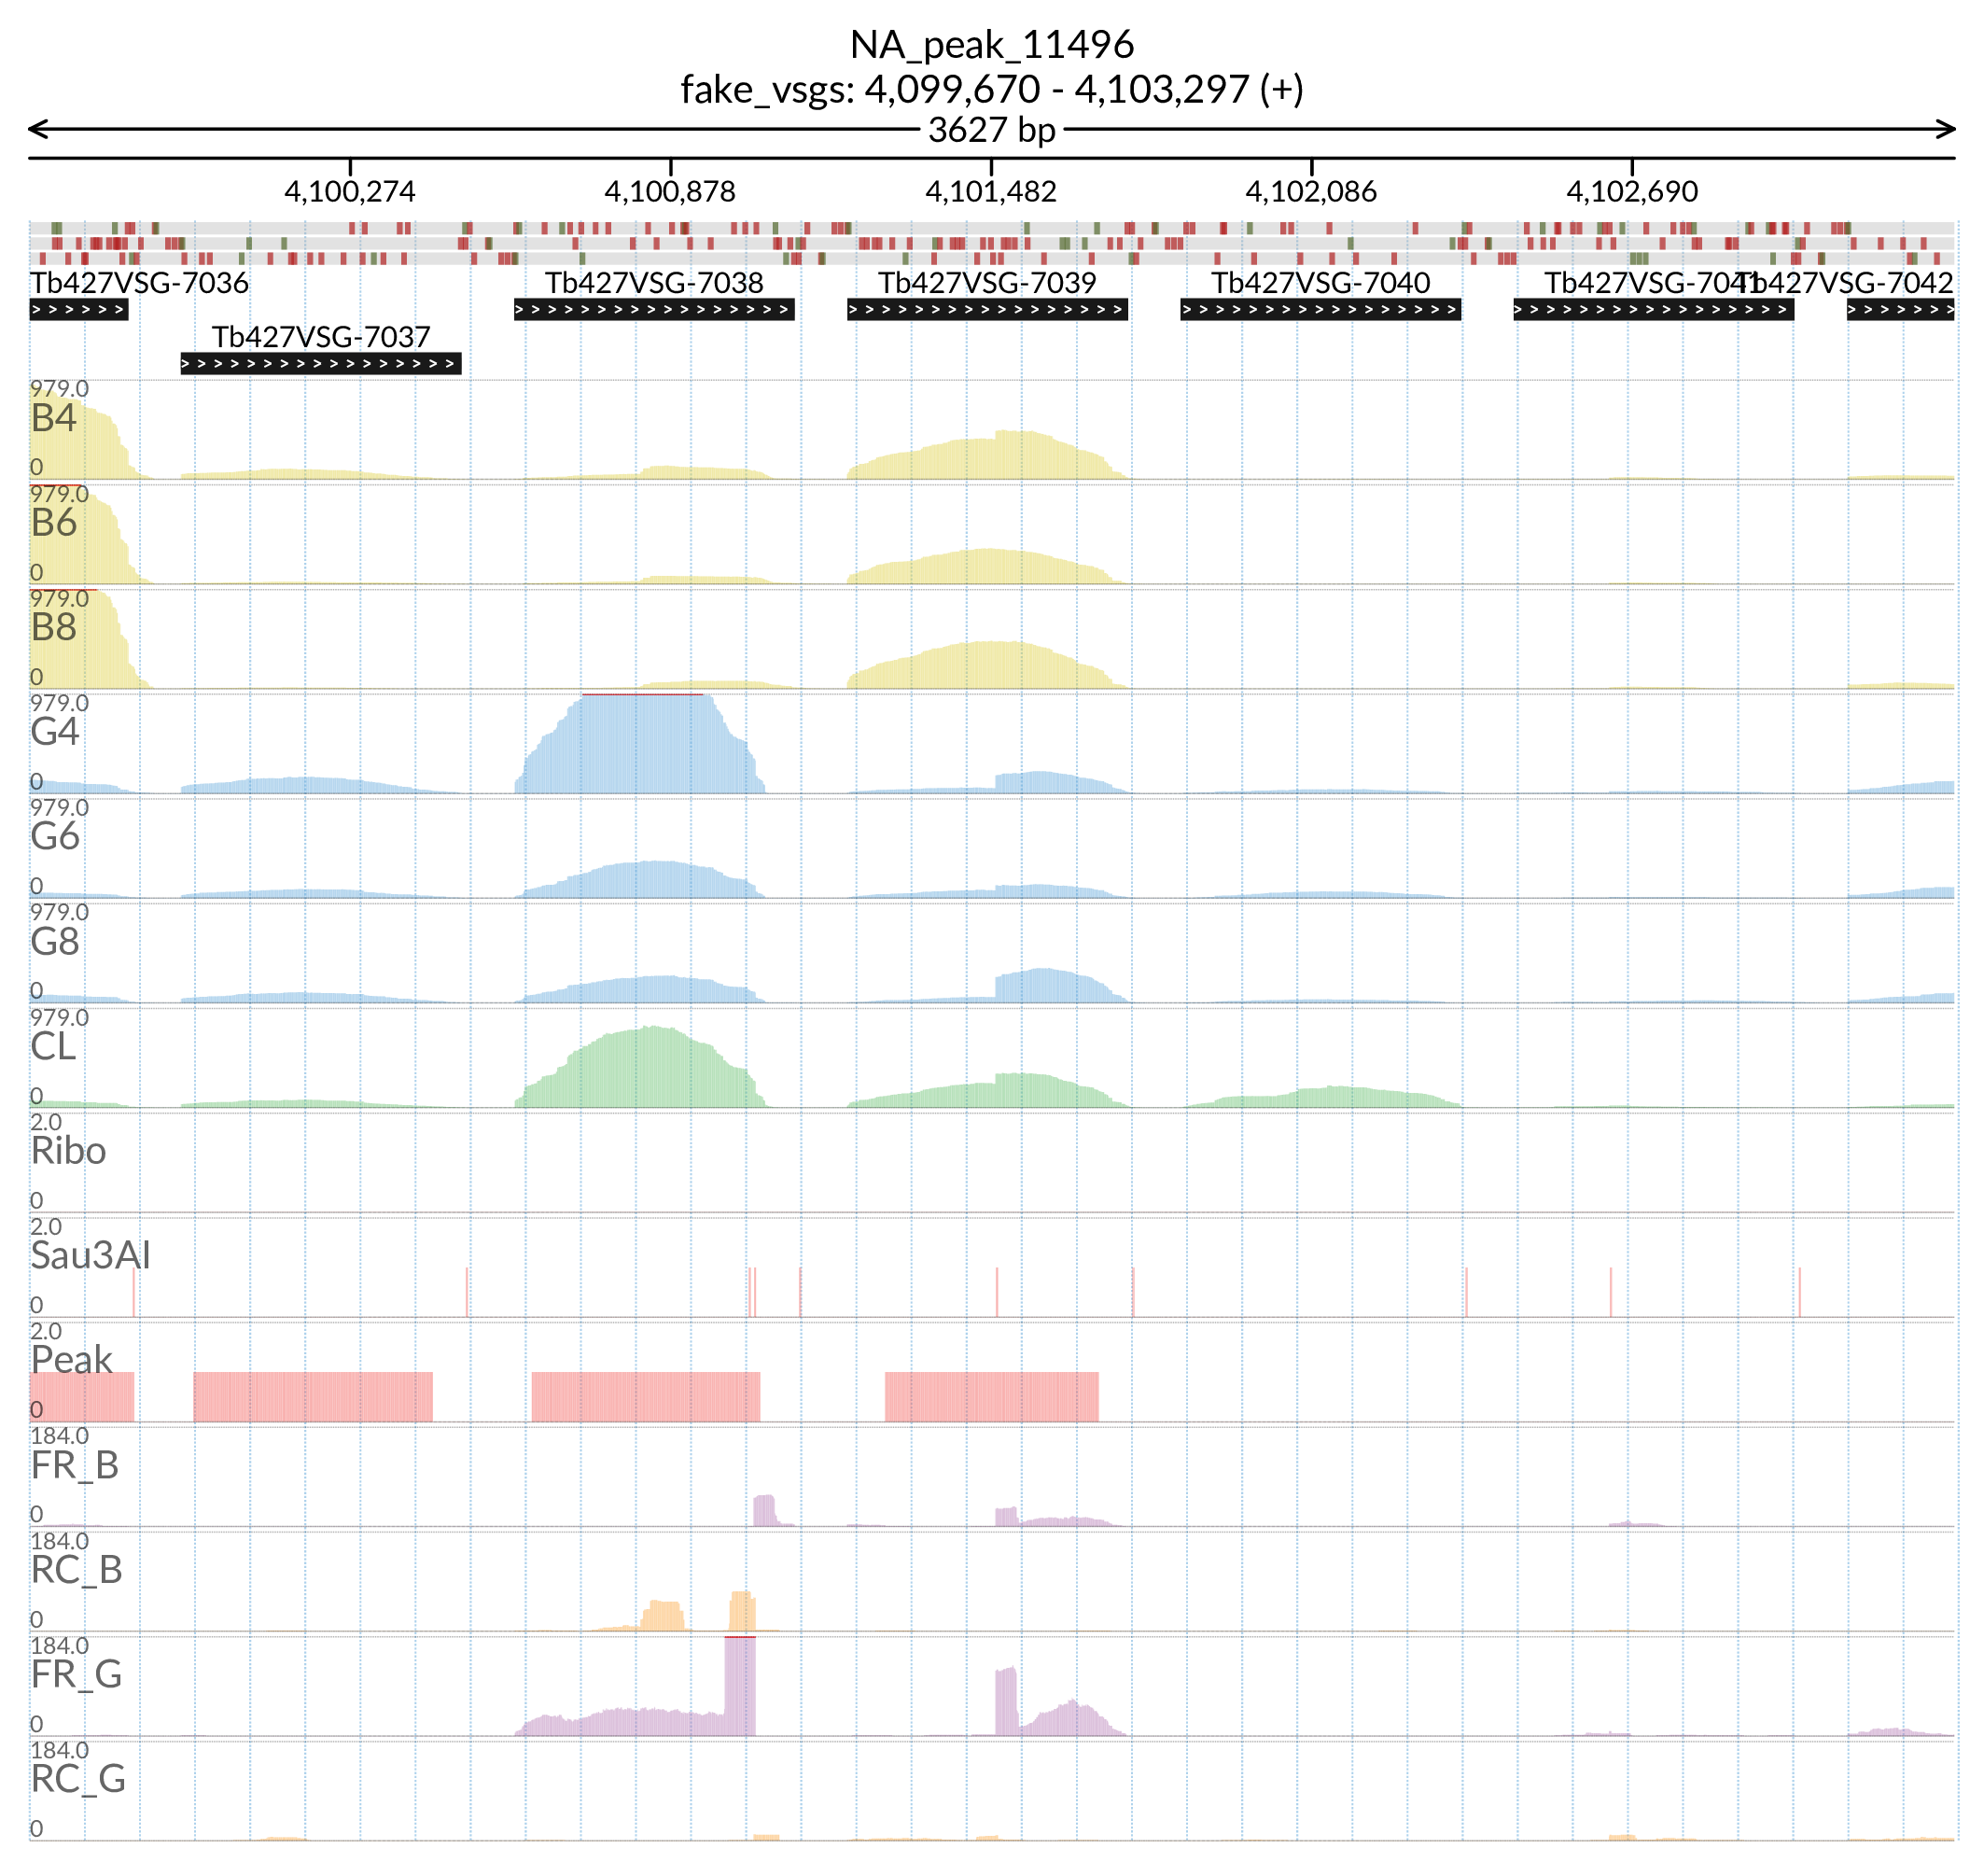 NA_peak_11496
fake_vsgs: 4,099,670 - 4,103,297 (+)
3627 bp
4,100,274 4,100,878 4,101,482 4,102,086 4,102,690
Tb427VSG-7036 Tb427VSG-7038 Tb427VSG-7039 Tb427VSG-7040 Tb427VSG-7041 Tb427VSG-7042
Tb427VSG-7037
979.0
B4
0
979.0
B6
0
979.0
B8
0
979.0
G4
0
979.0
G6
0
979.0
G8
0
979.0
CL
0
2.0
Ribo
0
2.0
Sau3AI
0
2.0
Peak
0
184.0
FR_B
0
184.0
RC_B
0
184.0
FR_G
0
184.0
RC_G
0